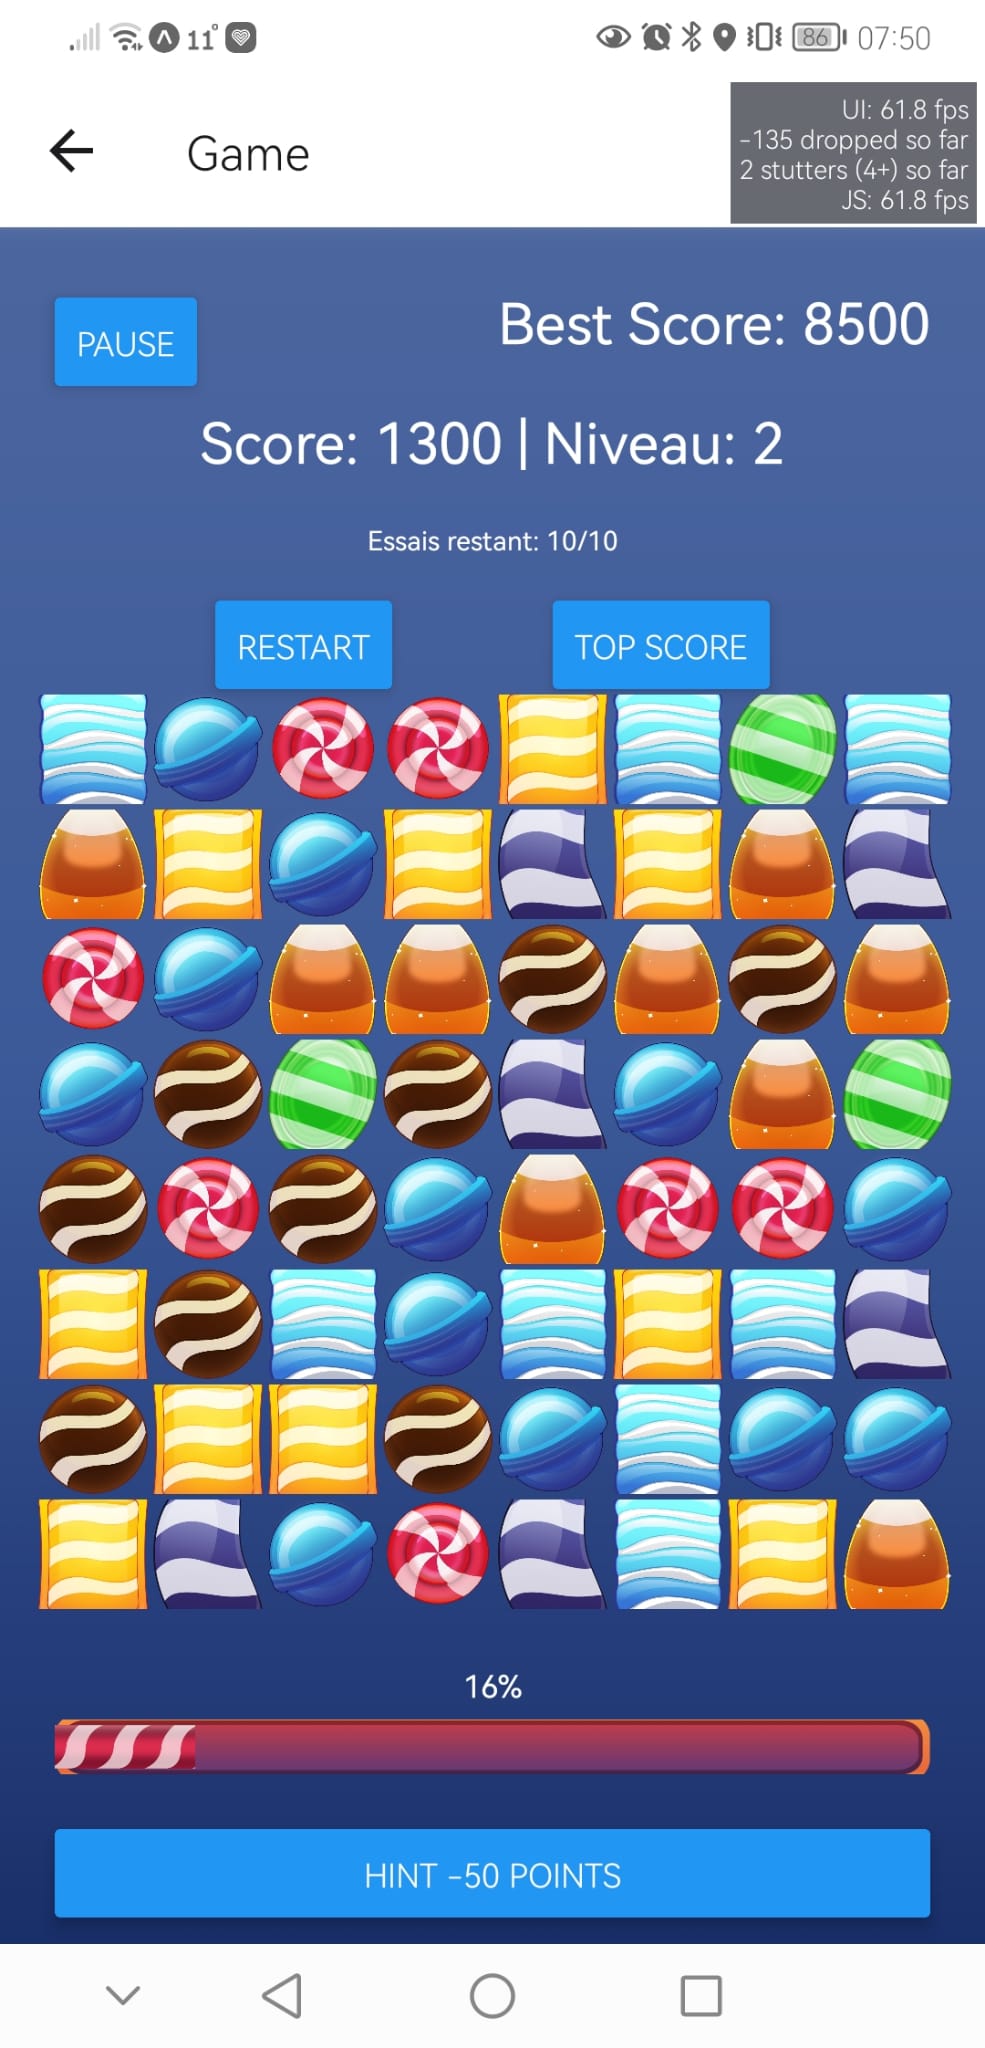 11°
86
07:50
Game
UI: 61.8 fps
-135 dropped so far
2 stutters (4+) so far
JS: 61.8 fps
PAUSE
Best Score: 8500
Score: 1300 | Niveau: 2
Essais restant: 10/10
RESTART
TOP SCORE
16%
HINT -50 POINTS